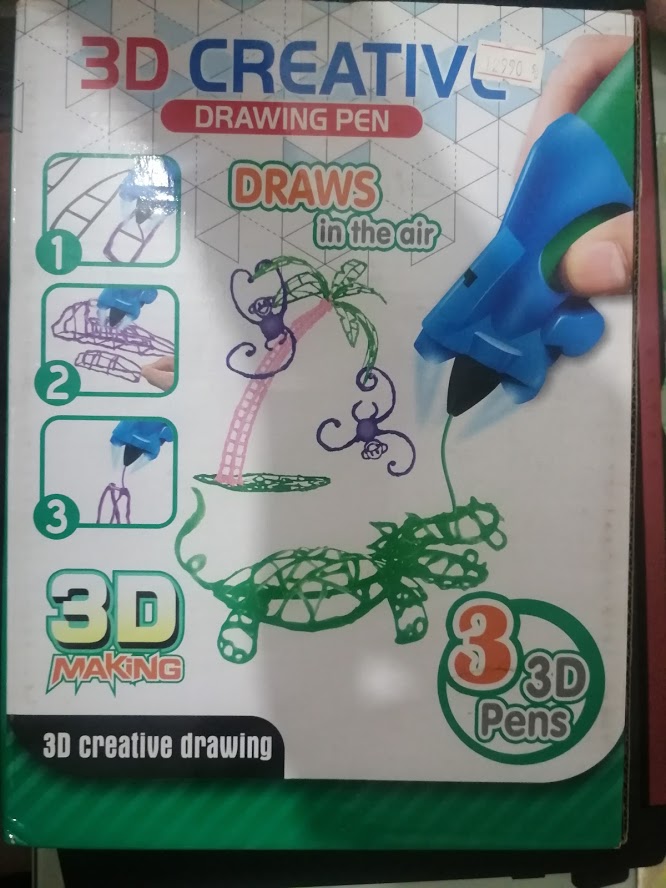 3D CREATIVE
12990
DRAWING PEN
DRAWS
in the air
1
2
3
3D
MAKING
3 3D
Pens
3D creative drawing